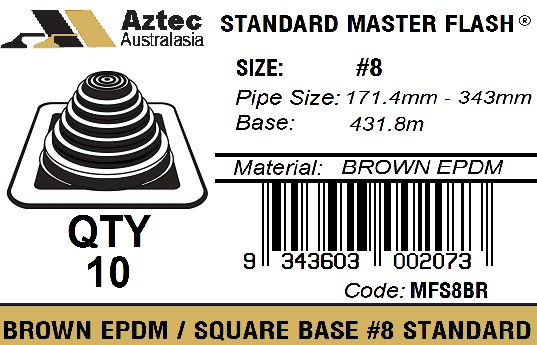 Aztec
Australasia
STANDARD MASTER FLASH®
SIZE: #8
Pipe Size: 171.4mm - 343mm
Base: 431.8m
Material: BROWN EPDM
QTY
10
9 343603 002073
Code: MFS8BR
BROWN EPDM / SQUARE BASE #8 STANDARD